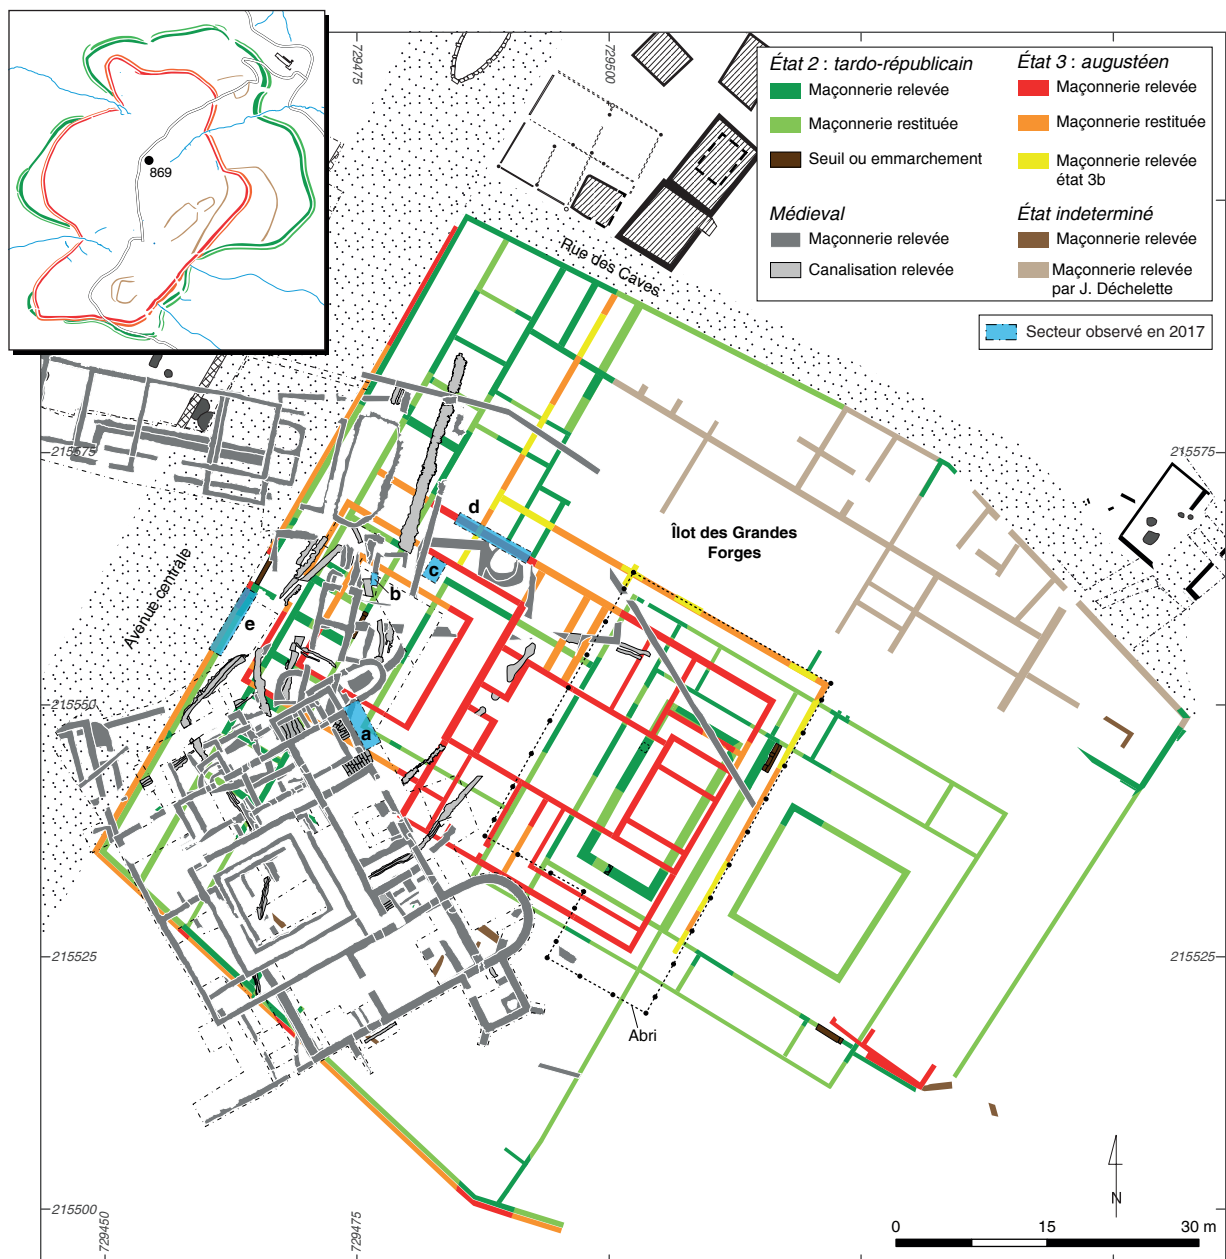 869
729475
729500
État 2 : tardo-républicain
Maçonnerie relevée
Maçonnerie restituée
Seuil ou emmarchement
Médieval
Maçonnerie relevée
Canalisation relevée
État 3 : augustéen
Maçonnerie relevée
Maçonnerie restituée
Maçonnerie relevée
état 3b
État indeterminé
Maçonnerie relevée
Maçonnerie relevée
par J. Déchelette
Secteur observé en 2017
Rue des Caves
215575
215575
d
Îlot des Grandes
Forges
c
b
Avenue centrale
e
215550
215550
a
215525
215525
Abri
N
215500
729450
729475
0
15
30 m